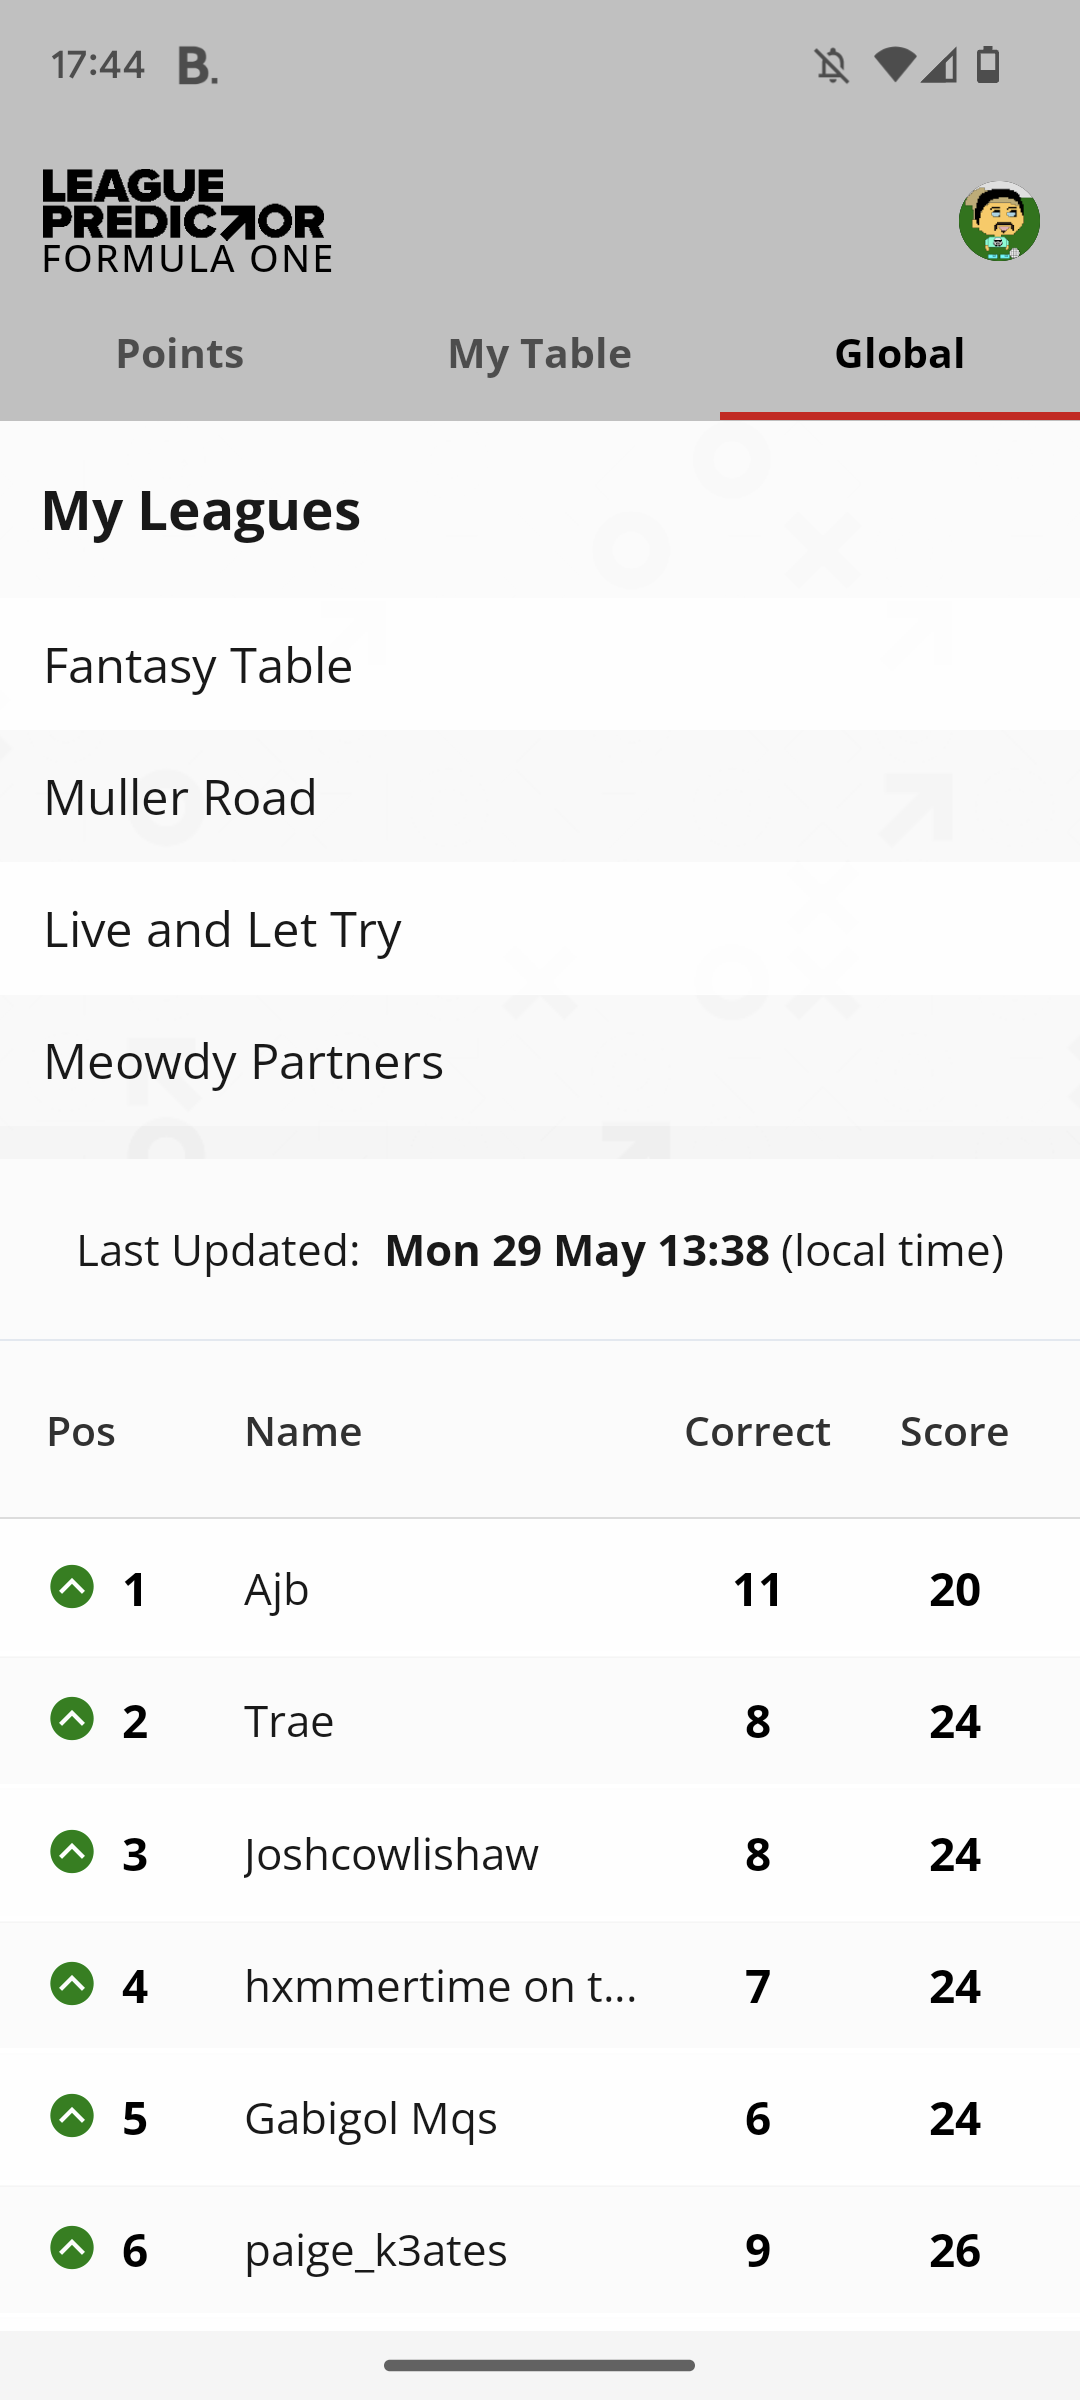 17:44 B.
LEAGUE
PREDICTOR
FORMULA ONE
Points My Table Global
My Leagues
Fantasy Table
Muller Road
Live and Let Try
Meowdy Partners
Last Updated: Mon 29 May 13:38 (local time)
Pos Name Correct Score
1 Ajb 11 20
2 Trae 8 24
3 Joshcowlishaw 8 24
4 hxmmertime on t... 7 24
5 Gabigol Mqs 6 24
6 paige_k3ates 9 26